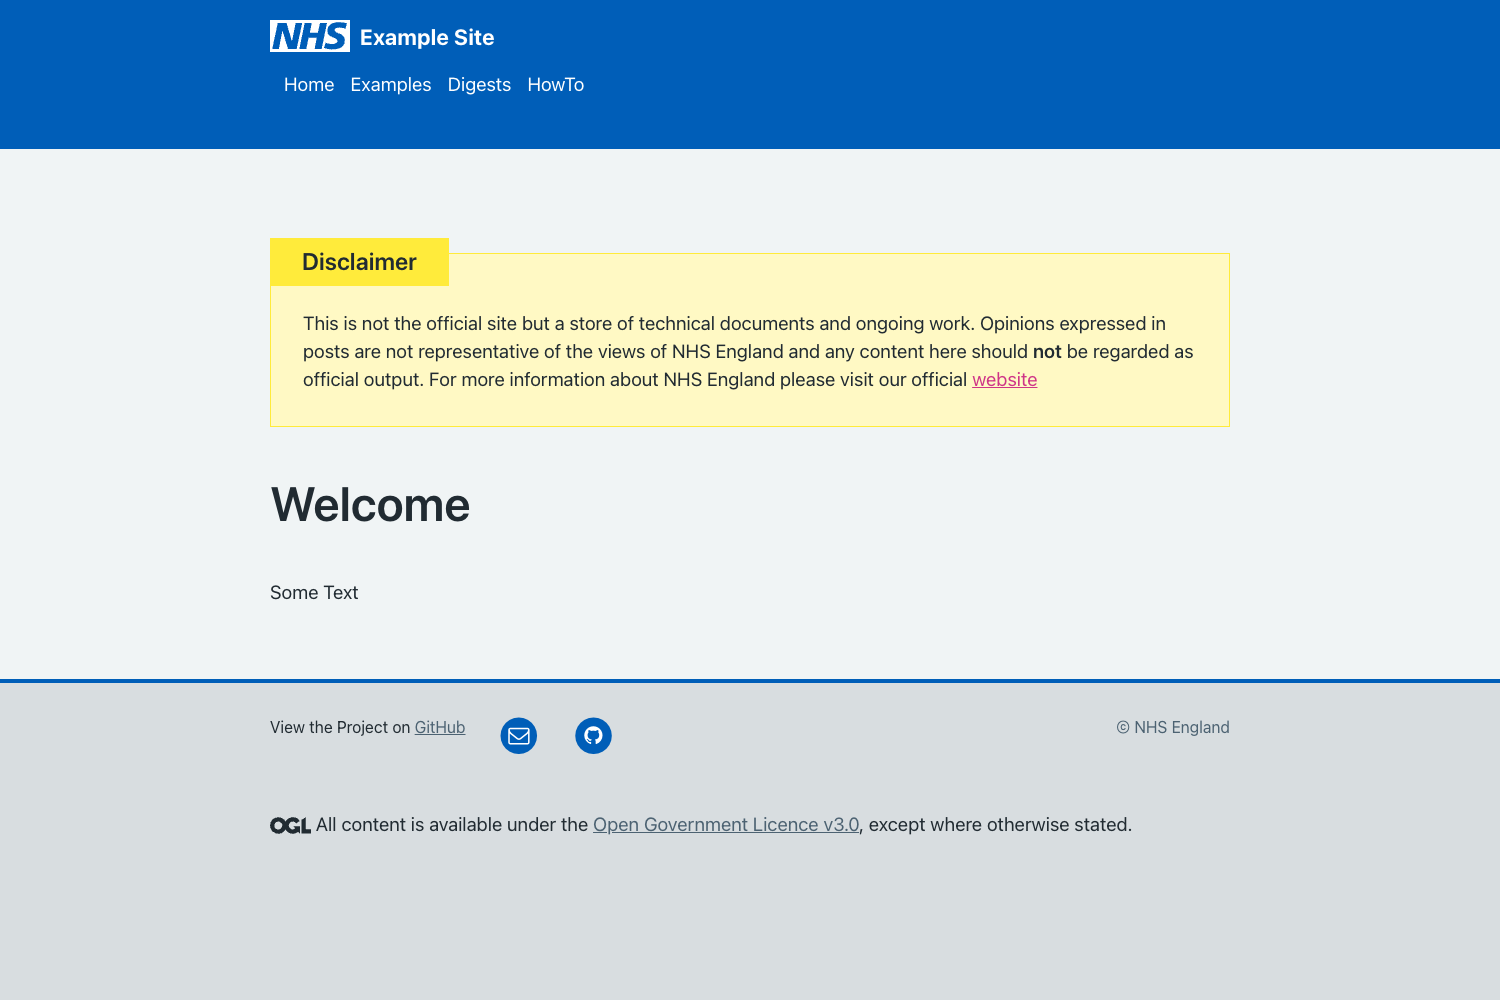 NHS Example Site
Home Examples Digests HowTo
Disclaimer
This is not the official site but a store of technical documents and ongoing work. Opinions expressed in
posts are not representative of the views of NHS England and any content here should not be regarded as
official output. For more information about NHS England please visit our official website
Welcome
Some Text
View the Project on GitHub
© NHS England
OGL All content is available under the Open Government Licence v3.0, except where otherwise stated.